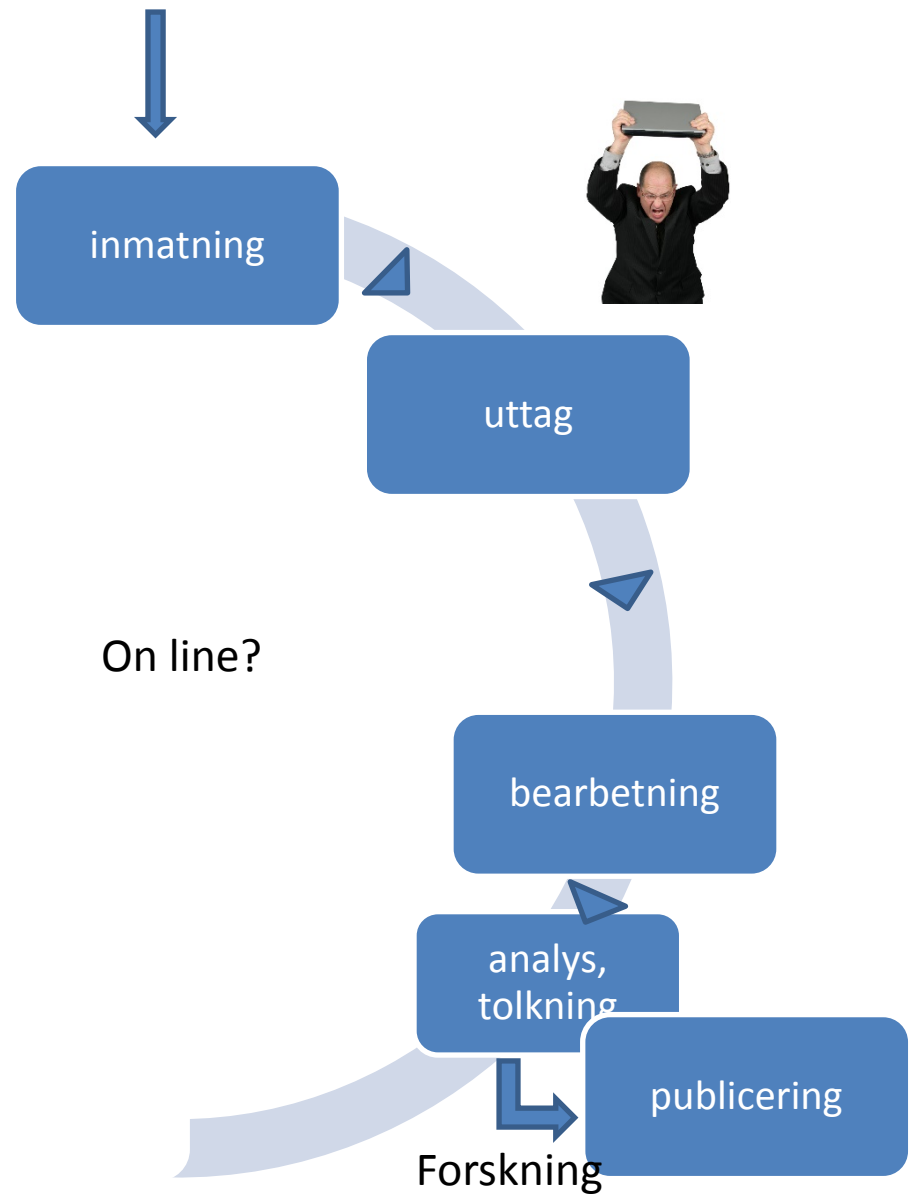 inmatning
uttag
On line?
bearbetning
analys,
tolkning
publicering
Forskning